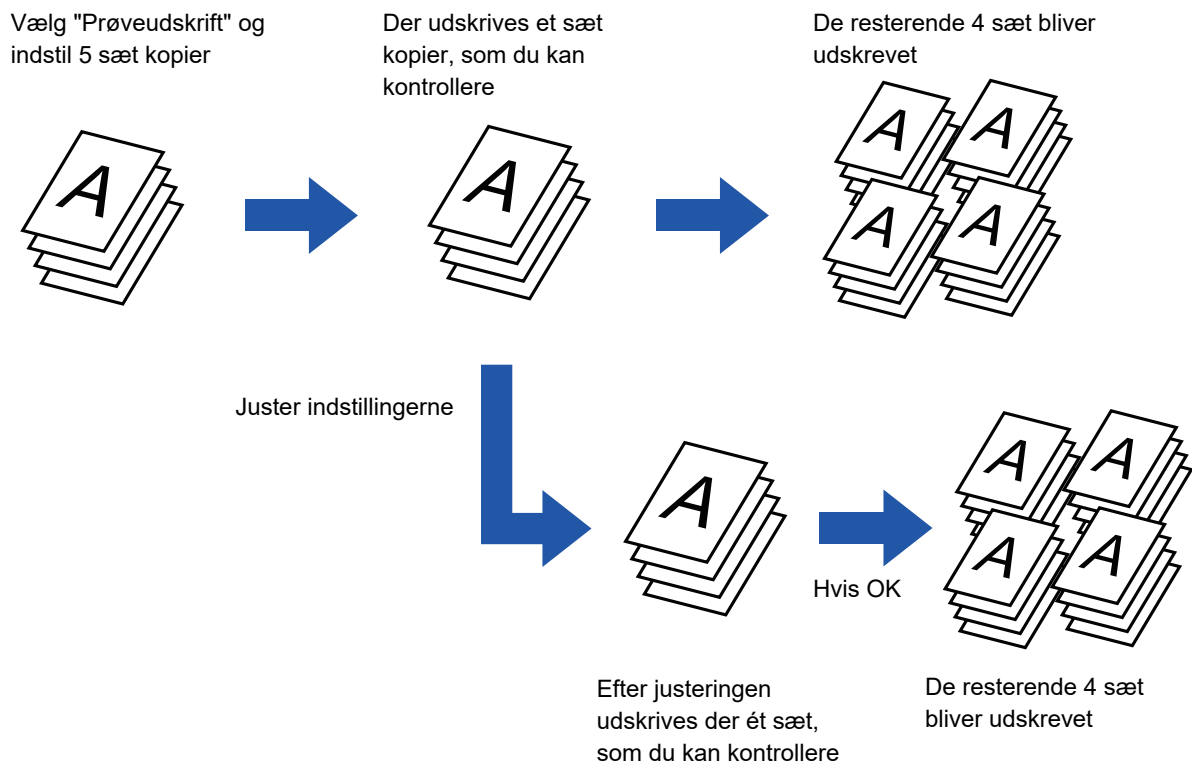 Vælg "Prøveudskrift" og
indstil 5 sæt kopier
Der udskrives et sæt
kopier, som du kan
kontrollere
De resterende 4 sæt bliver
udskrevet
A
A
A
A
A
A
Juster indstillingerne
A
Hvis OK
A
A
A
A
Efter justeringen
udskrives der ét sæt,
som du kan kontrollere
De resterende 4 sæt
bliver udskrevet